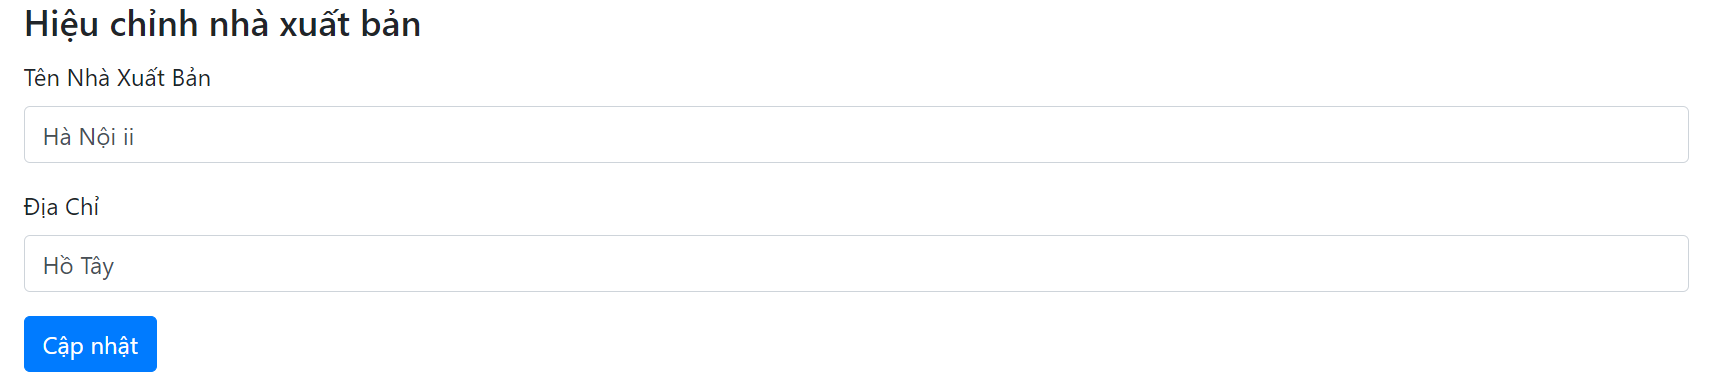 Hiệu chỉnh nhà xuất bản
Tên Nhà Xuất Bản
Hà Nội ii
Địa Chỉ
Hồ Tây
Cập nhật